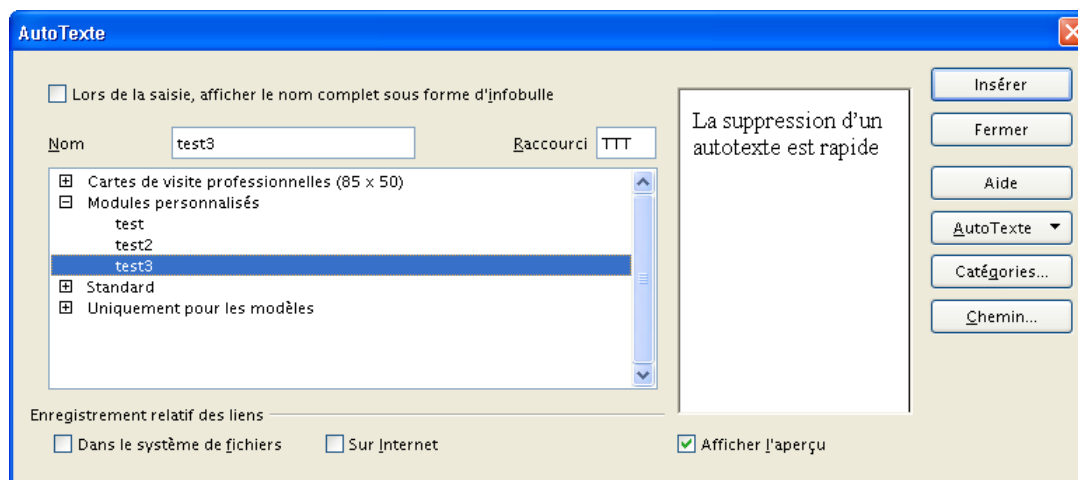 AutoTexte
Lors de la saisie, afficher le nom complet sous forme d'infobulle
Nom test3 Raccourci TTT
Cartes de visite professionnelles (85 x 50)
Modules personnalisés
test
test2
test3
Standard
Uniquement pour les modèles
La suppression d'un
autotexte est rapide
Insérer
Fermer
Aide
AutoTexte
Catégories...
Chemin...
Enregistrement relatif des liens
Dans le système de fichiers Sur Internet Afficher l'aperçu